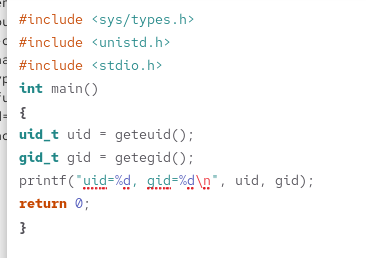 #include <sys/types.h>
#include <unistd.h>
#include <stdio.h>
int main()
{
uid_t uid = geteuid();
gid_t gid = getegid();
printf("uid=%d, gid=%d\n", uid, gid);
return 0;
}